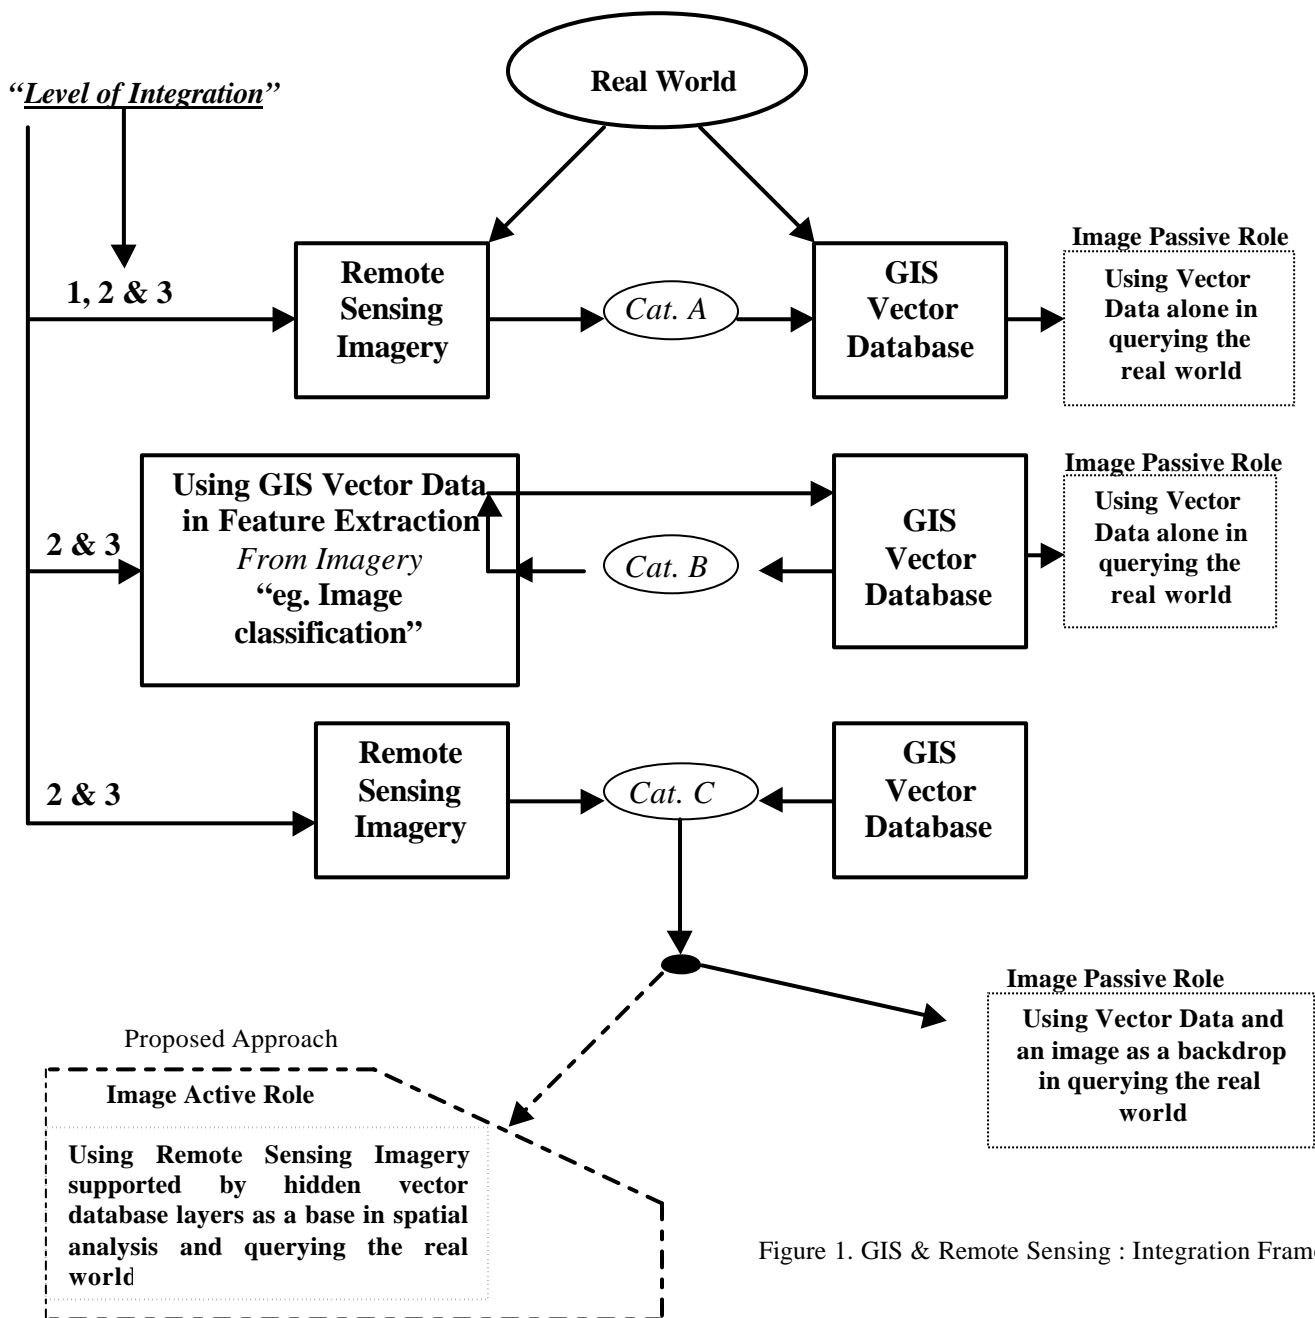 Real World
“Level of Integration”
1, 2 & 3
Remote
Sensing
Imagery
Cat. A
GIS
Vector
Database
Image Passive Role
Using Vector
Data alone in
querying the
real world
2 & 3
Using GIS Vector Data
in Feature Extraction
From Imagery
“eg. Image
classification”
Cat. B
GIS
Vector
Database
Image Passive Role
Using Vector
Data alone in
querying the
real world
2 & 3
Remote
Sensing
Imagery
Cat. C
GIS
Vector
Database
Image Passive Role
Using Vector Data and
an image as a backdrop
in querying the real
world
Proposed Approach
Image Active Role
Using Remote Sensing Imagery
supported by hidden vector
database layers as a base in spatial
analysis and querying the real
world
Figure 1. GIS & Remote Sensing : Integration Fram